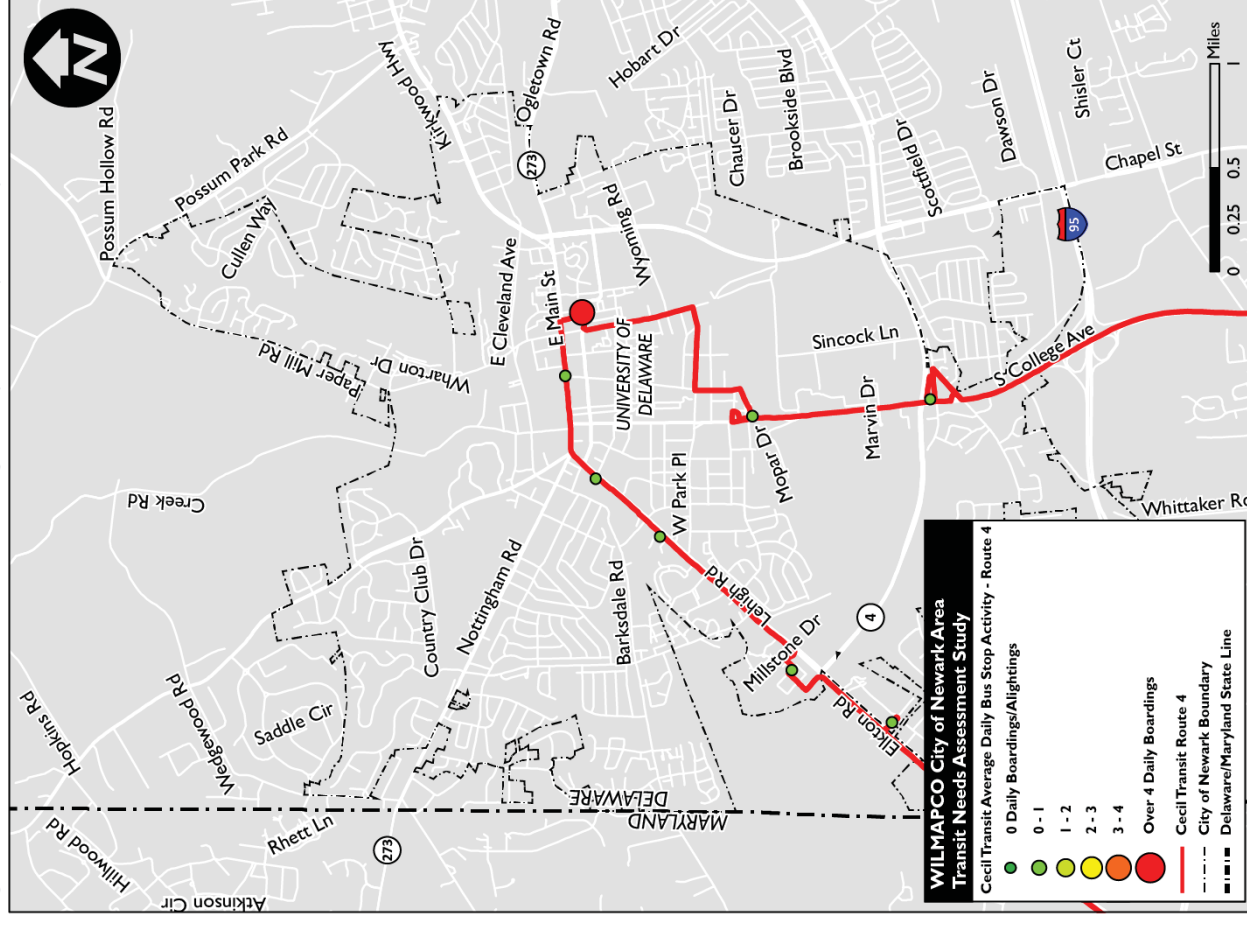 N
Possum Hollow Rd
Possum Park Rd
Cullen Way
Kirkwood Hwy
Kirkwood
Ogletown Rd
Hobart Dr
273
Chaucer Dr
Brookside Blvd
Scottfield Dr
Dawson Dr
Shisler Ct
Chapel St
95
Miles
0
0.25
0.5
1
Wyoming Rd
E Cleveland Ave
E Main St
UNIVERSITY OF
DELAWARE
Sincock Ln
S College Ave
Paper Mill Rd
Wharton Dr
Marvin Dr
Mopar Dr
W Park Pl
Creek Rd
Country Club Dr
Nottingham Rd
Barksdale Rd
Lehigh Rd
Millstone Dr
4
Elkton Rd
Whittaker Rd
Hopkins Rd
Wedgewood Rd
Saddle Cir
DELAWARE
MARYLAND
Rhett Ln
273
Hillwood Rd
Atkinson Cir
WILMAPCO City of Newark Area
Transit Needs Assessment Study
Cecil Transit Average Daily Bus Stop Activity - Route 4
0 Daily Boardings/Alightings
0 - 1
1 - 2
2 - 3
3 - 4
Over 4 Daily Boardings
Cecil Transit Route 4
City of Newark Boundary
Delaware/Maryland State Line